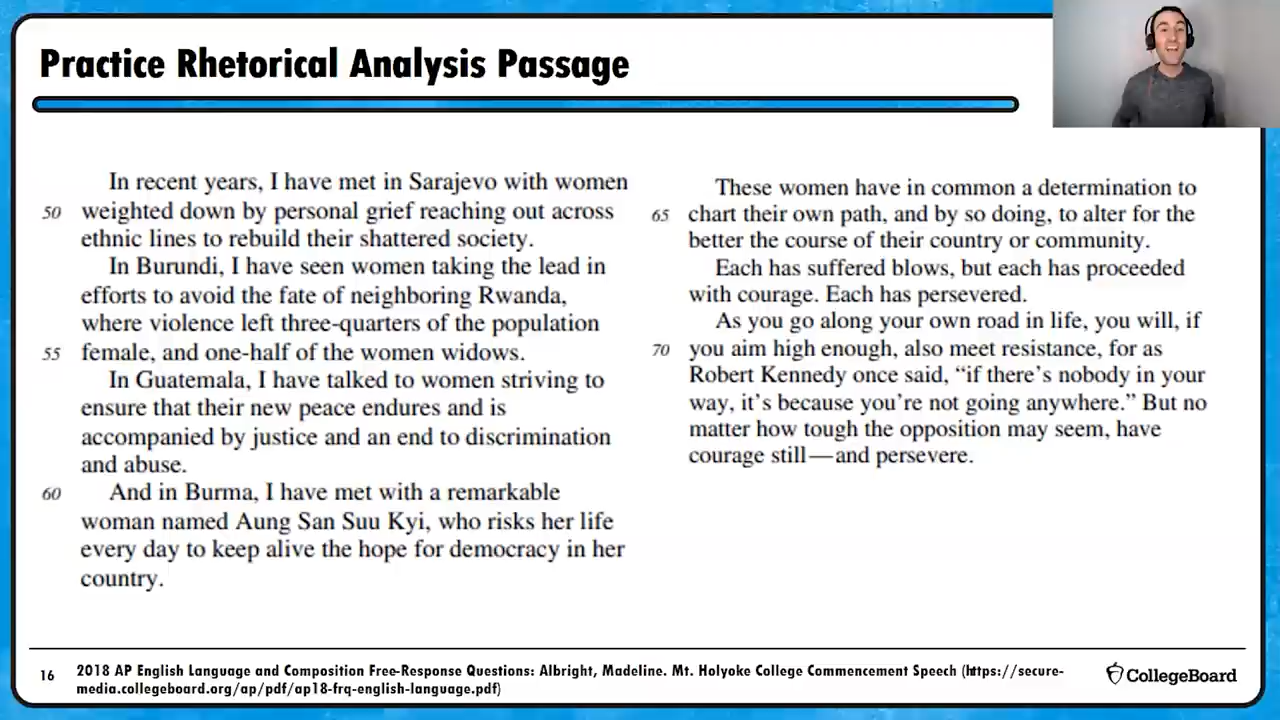 Practice Rhetorical Analysis Passage
In recent years, I have met in Sarajevo with women
50 weighted down by personal grief reaching out across
ethnic lines to rebuild their shattered society.
In Burundi, I have seen women taking the lead in
efforts to avoid the fate of neighboring Rwanda,
where violence left three-quarters of the population
55 female, and one-half of the women widows.
In Guatemala, I have talked to women striving to
ensure that their new peace endures and is
accompanied by justice and an end to discrimination
and abuse.
60 And in Burma, I have met with a remarkable
woman named Aung San Suu Kyi, who risks her life
every day to keep alive the hope for democracy in her
country.
These women have in common a determination to
65 chart their own path, and by so doing, to alter for the
better the course of their country or community.
Each has suffered blows, but each has proceeded
with courage. Each has persevered.
As you go along your own road in life, you will, if
70 you aim high enough, also meet resistance, for as
Robert Kennedy once said, “if there’s nobody in your
way, it’s because you’re not going anywhere.” But no
matter how tough the opposition may seem, have
courage still—and persevere.
16 2018 AP English Language and Composition Free-Response Questions: Albright, Madeline. Mt. Holyoke College Commencement Speech (https://secure-
media.collegeboard.org/ap/pdf/ap18-frq-english-language.pdf)
CollegeBoard